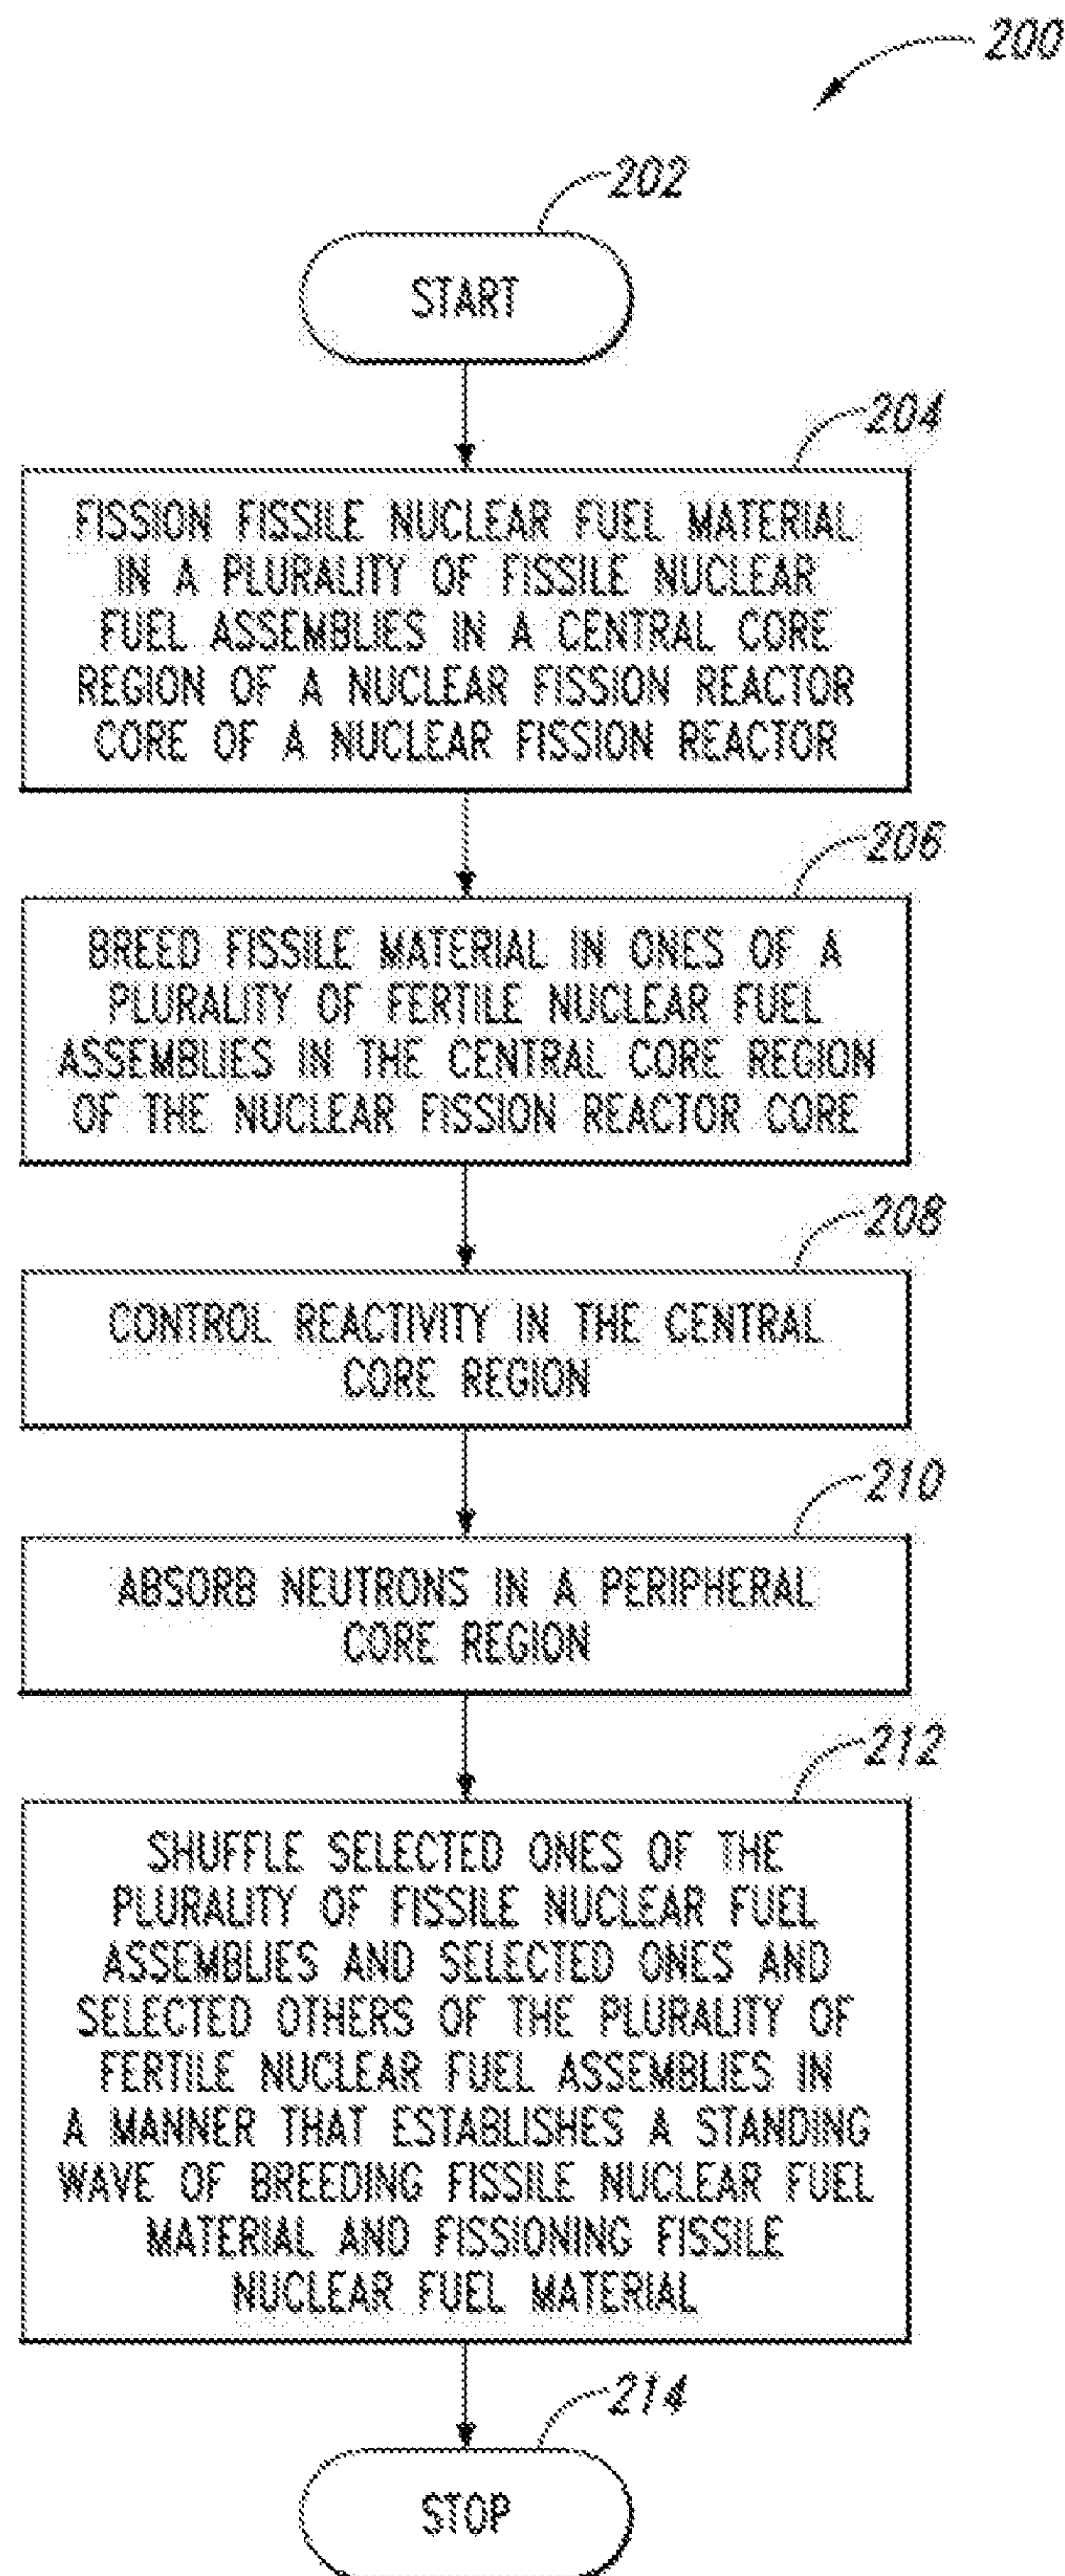 200
202
START
204
FISSION FISSILE NUCLEAR FUEL MATERIAL
IN A PLURALITY OF FISSILE NUCLEAR
FUEL ASSEMBLIES IN A CENTRAL CORE
REGION OF A NUCLEAR FISSION REACTOR
CORE OF A NUCLEAR FISSION REACTOR
206
BREED FISSILE MATERIAL IN ONES OF A
PLURALITY OF FERTILE NUCLEAR FUEL
ASSEMBLIES IN THE CENTRAL CORE REGION
OF THE NUCLEAR FISSION REACTOR CORE
208
CONTROL REACTIVITY IN THE CENTRAL
CORE REGION
210
ABSORB NEUTRONS IN A PERIPHERAL
CORE REGION
212
SHUFFLE SELECTED ONES OF THE
PLURALITY OF FISSILE NUCLEAR FUEL
ASSEMBLIES AND SELECTED ONES AND
SELECTED OTHERS OF THE PLURALITY OF
FERTILE NUCLEAR FUEL ASSEMBLIES IN
A MANNER THAT ESTABLISHES A STANDING
WAVE OF BREEDING FISSILE NUCLEAR FUEL
MATERIAL AND FISSIONING FISSILE
NUCLEAR FUEL MATERIAL
214
STOP